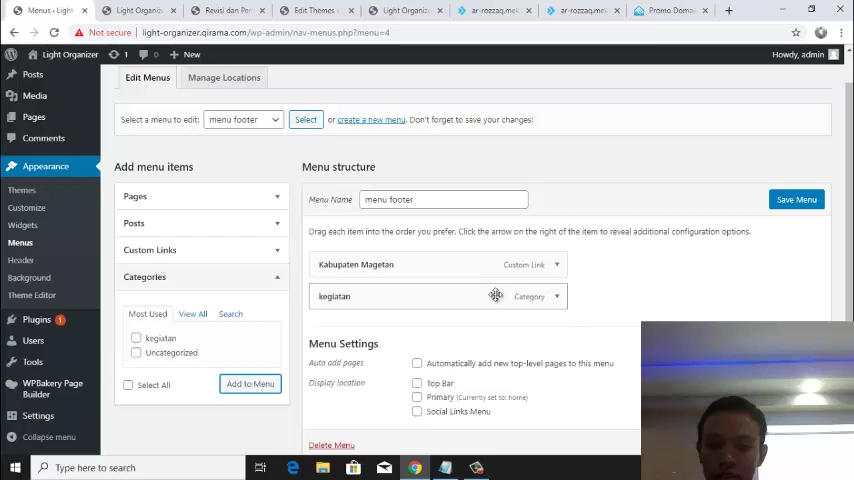 Menus ‹ Light
Light Organizer
Revisi dan Per
Edit Themes ‹
Light Organizer
ar-rozzaq.mek
ar-rozzaq.mek
Promo Domai
Not secure
light-organizer.qirama.com/wp-admin/nav-menus.php?menu=4
Light Organizer
1
0
New
Howdy, admin
Posts
Media
Pages
Comments
Appearance
Themes
Customize
Widgets
Menus
Header
Background
Theme Editor
Plugins 1
Users
Tools
WPBakery Page
Builder
Settings
Collapse menu
Edit Menus
Manage Locations
Select a menu to edit:
menu footer
Select
or create a new menu. Don't forget to save your changes!
Add menu items
Pages
Posts
Custom Links
Categories
Most Used
View All
Search
kegiatan
Uncategorized
Select All
Add to Menu
Menu structure
Menu Name
menu footer
Save Menu
Drag each item into the order you prefer. Click the arrow on the right of the item to reveal additional configuration options.
Kabupaten Magetan
Custom Link
kegiatan
Category
Menu Settings
Auto add pages
Automatically add new top-level pages to this menu
Display location
Top Bar
Primary (Currently set to: home)
Social Links Menu
Delete Menu
Type here to search